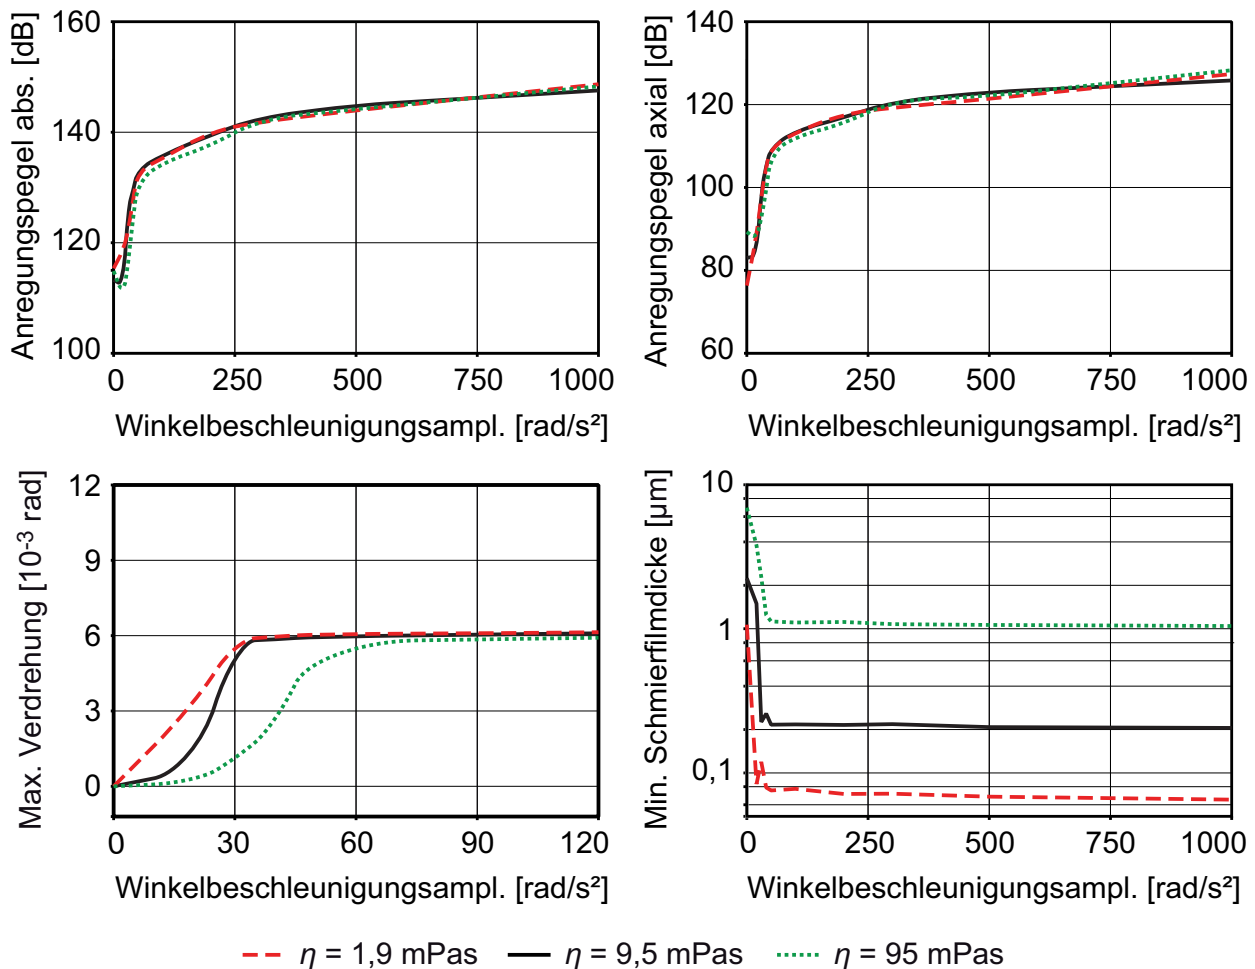 Anregungspegel abs. [dB]
160
140
120
100
0 250 500 750 1000
Winkelbeschleunigungsampl. [rad/s²]
Anregungspegel axial [dB]
140
120
100
80
60
0 250 500 750 1000
Winkelbeschleunigungsampl. [rad/s²]
Max. Verdrehung [10⁻³ rad]
12
9
6
3
0
0 30 60 90 120
Winkelbeschleunigungsampl. [rad/s²]
Min. Schmierfilmdicke [µm]
10
1
0,1
0 250 500 750 1000
Winkelbeschleunigungsampl. [rad/s²]
η = 1,9 mPas η = 9,5 mPas η = 95 mPas